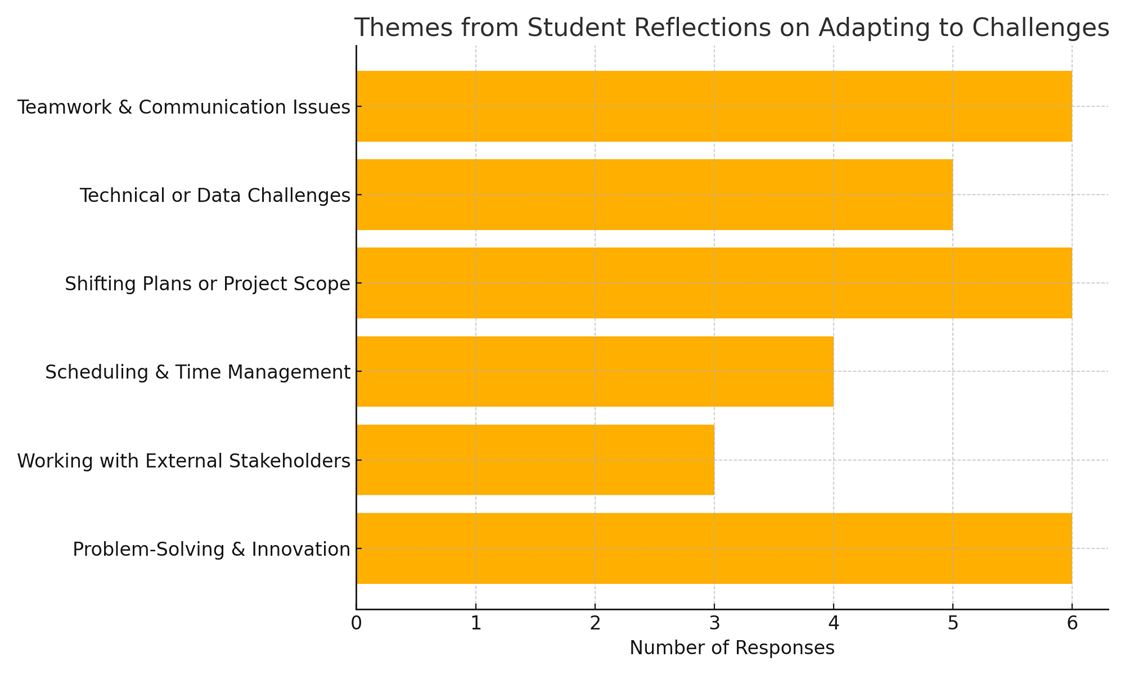 Themes from Student Reflections on Adapting to Challenges
Teamwork & Communication Issues
Technical or Data Challenges
Shifting Plans or Project Scope
Scheduling & Time Management
Working with External Stakeholders
Problem-Solving & Innovation
0 1 2 3 4 5 6
Number of Responses